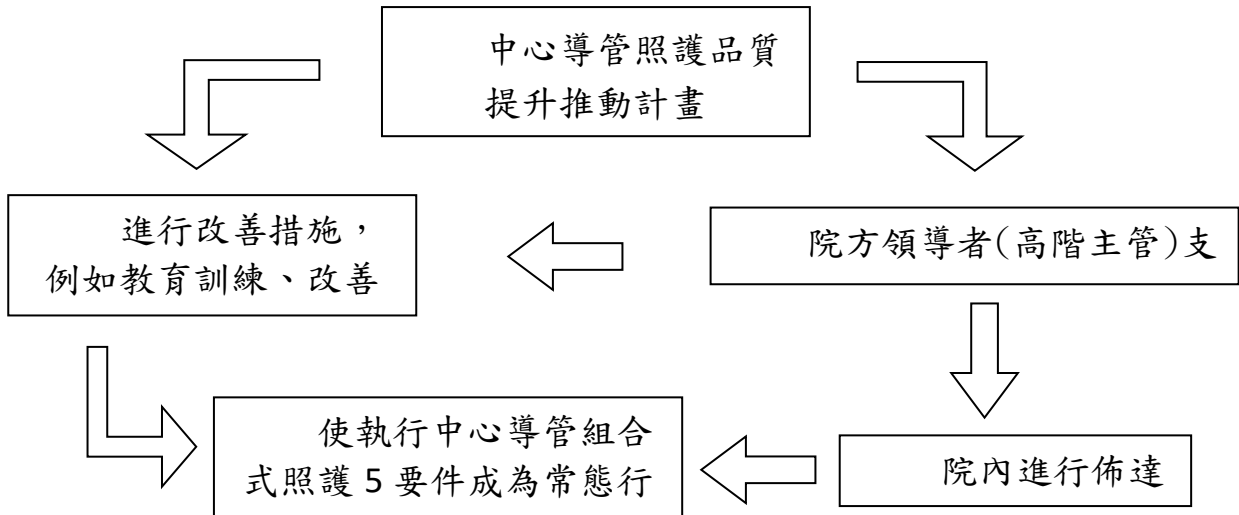 中心導管照護品質
提升推動計畫
進行改善措施，
例如教育訓練、改善
院方領導者(高階主管)支
使執行中心導管組合
式照護 5 要件成為常態行
院內進行佈達